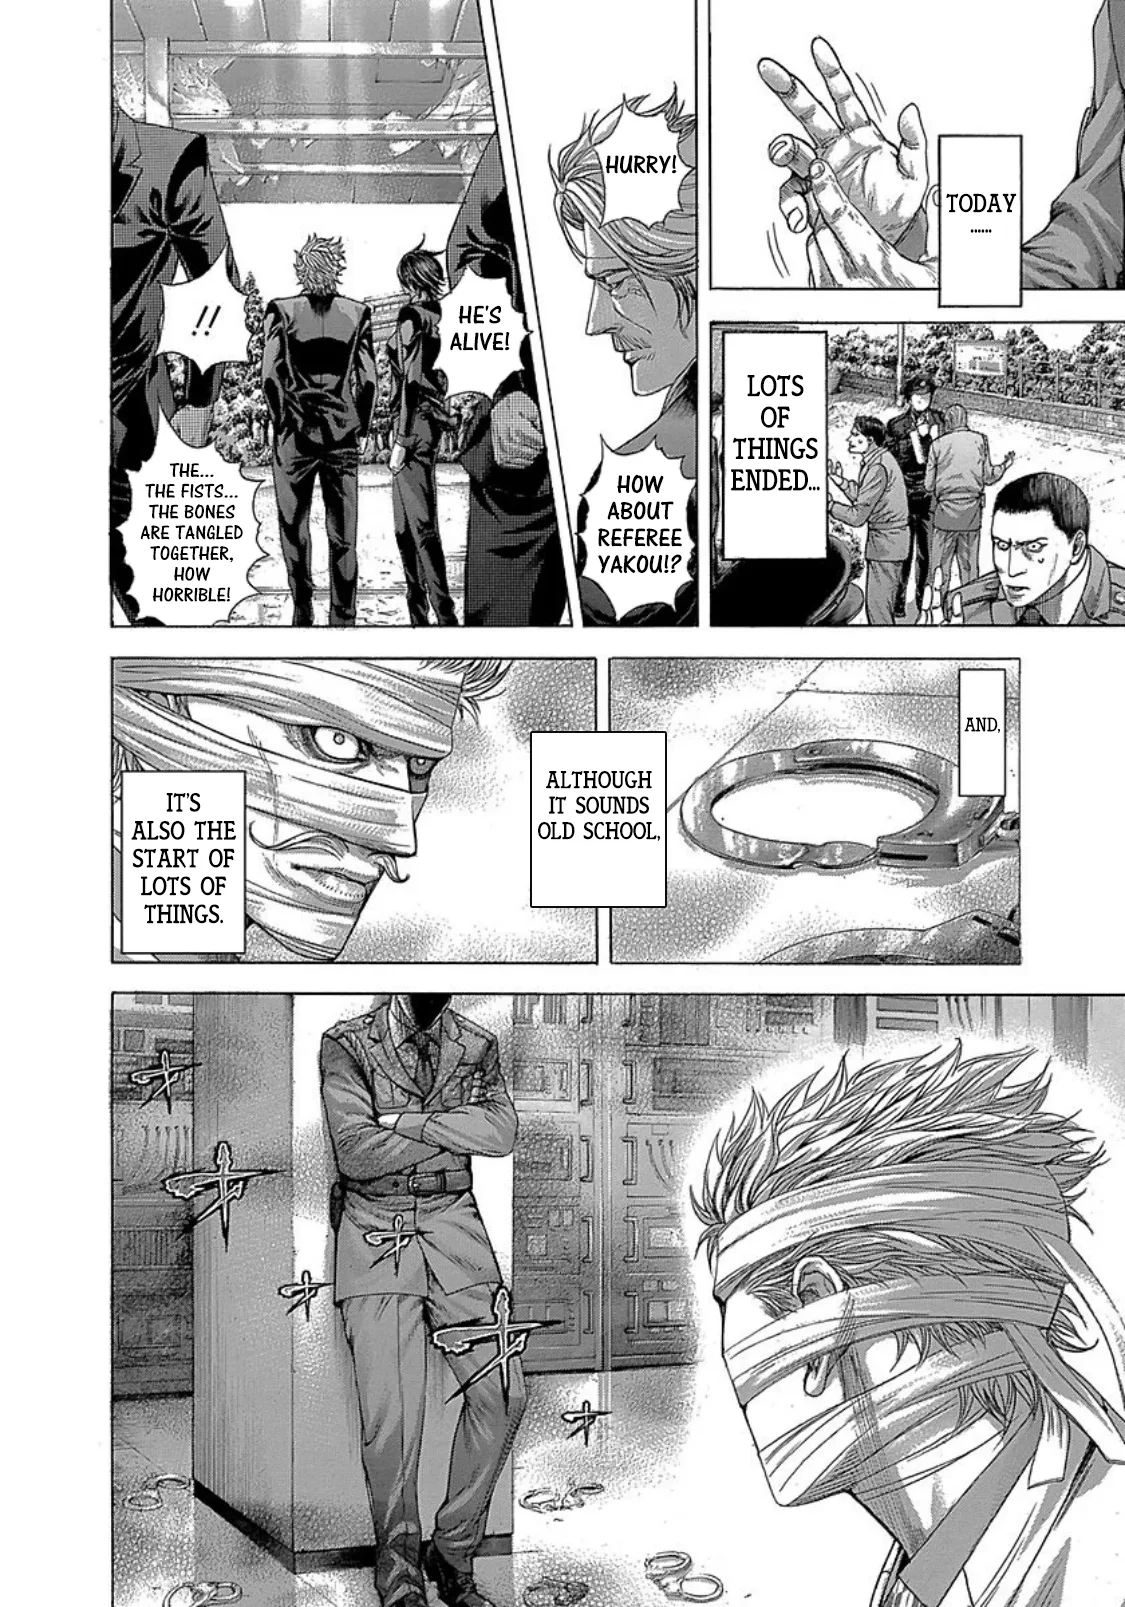 TODAY
......
LOTS
OF
THINGS
ENDED...
HURRY!
HOW
ABOUT
REFEREE
YAKOU!?
HE'S
ALIVE!
!!
THE...
THE FISTS...
THE BONES
ARE TANGLED
TOGETHER,
HOW
HORRIBLE!
AND,
ALTHOUGH
IT SOUNDS
OLD SCHOOL,
IT'S
ALSO THE
START OF
LOTS OF
THINGS.